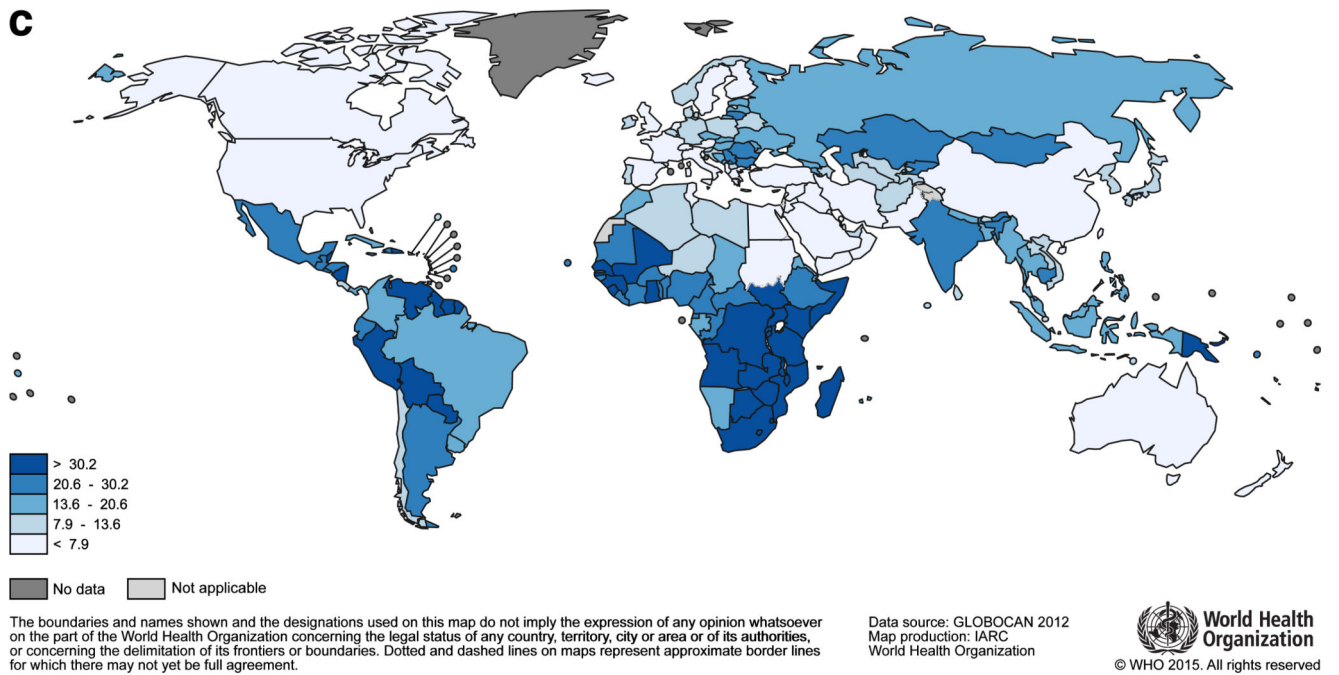 C
> 30.2
20.6 - 30.2
13.6 - 20.6
7.9 - 13.6
< 7.9
No data
Not applicable
The boundaries and names shown and the designations used on this map do not imply the expression of any opinion whatsoever
on the part of the World Health Organization concerning the legal status of any country, territory, city or area or of its authorities,
or concerning the delimitation of its frontiers or boundaries. Dotted and dashed lines on maps represent approximate border lines
for which there may not yet be full agreement.
Data source: GLOBOCAN 2012
Map production: IARC
World Health Organization
World Health
Organization
© WHO 2015. All rights reserved